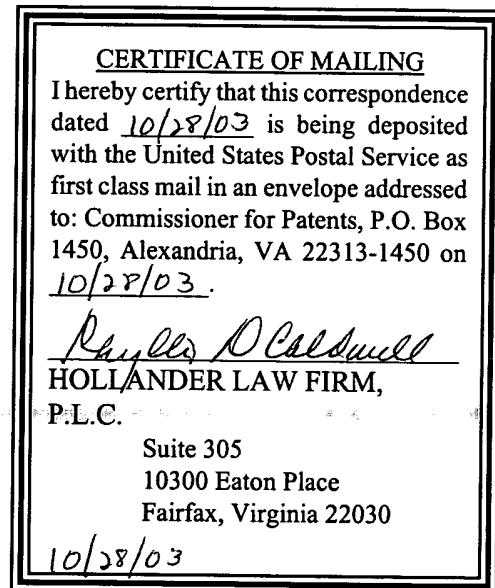 CERTIFICATE OF MAILING
I hereby certify that this correspondence
dated 10/28/03 is being deposited
with the United States Postal Service as
first class mail in an envelope addressed
to: Commissioner for Patents, P.O. Box
1450, Alexandria, VA 22313-1450 on
10/28/03.
Phyllis D Caldwell
HOLLANDER LAW FIRM,
P.L.C.
Suite 305
10300 Eaton Place
Fairfax, Virginia 22030
10/28/03